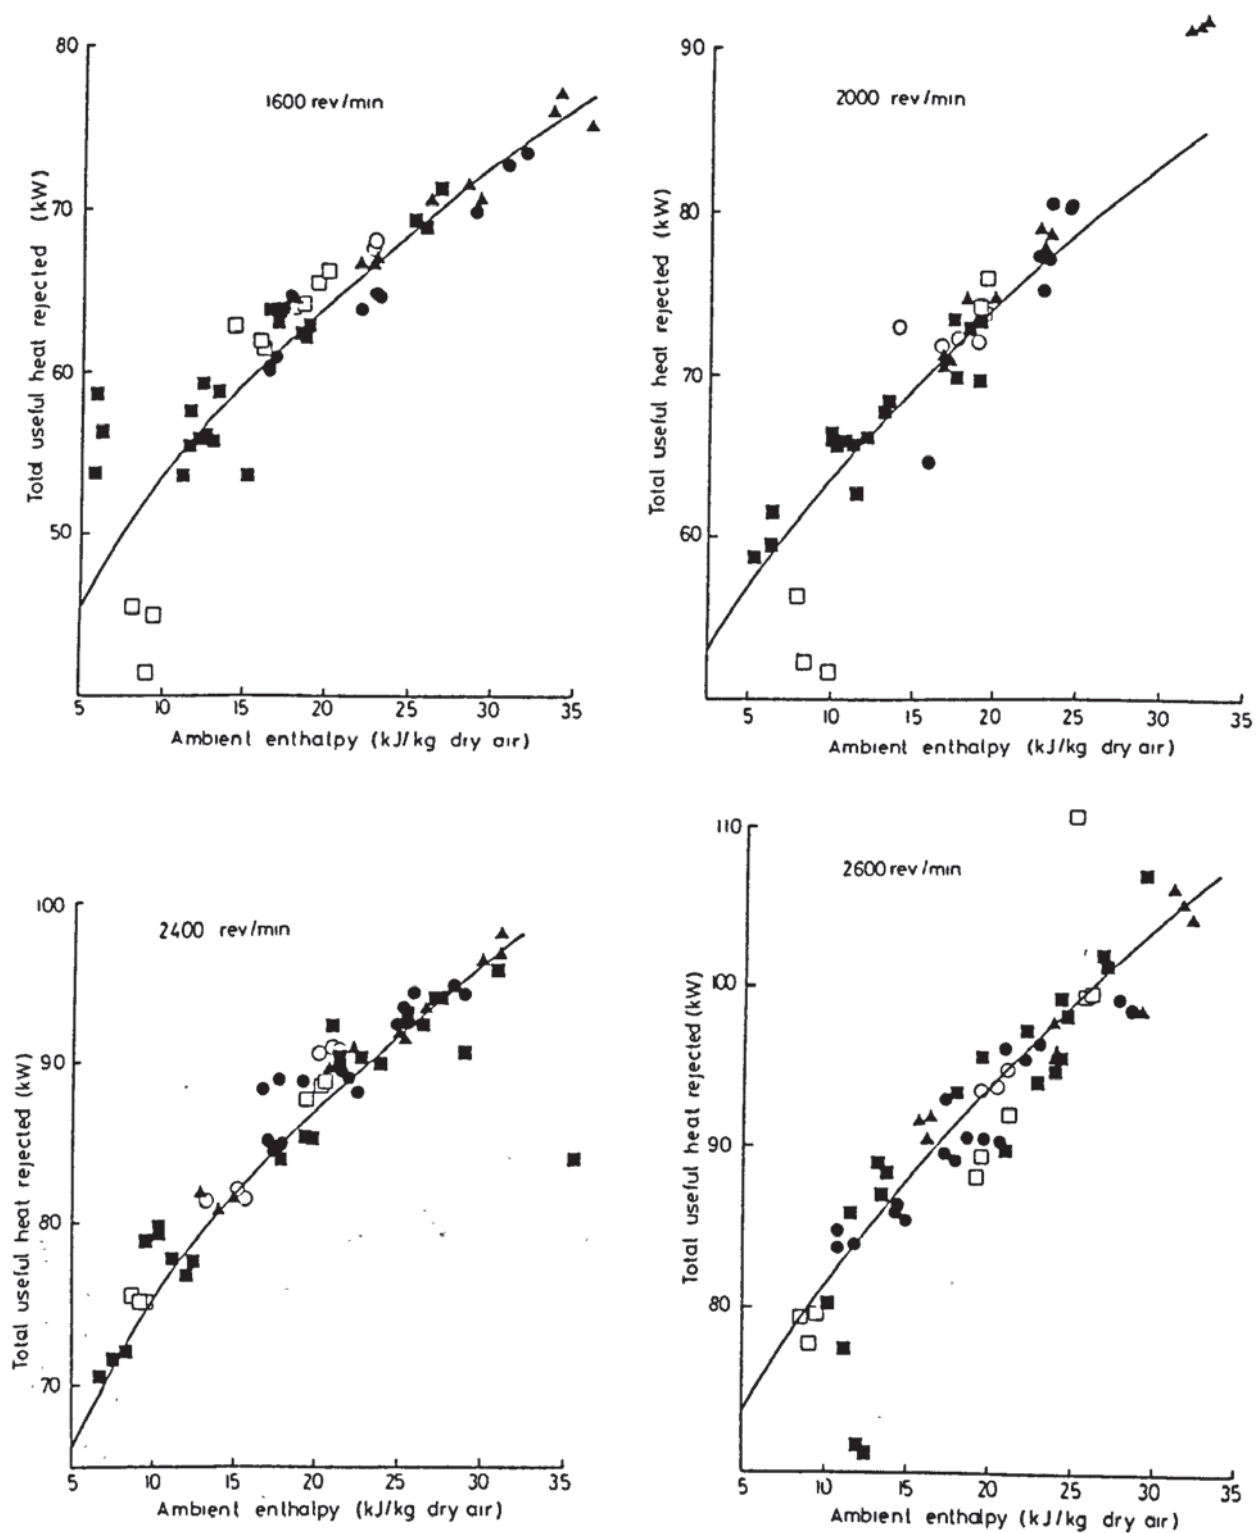 1600 rev/min
80
70
60
50
Total useful heat rejected (kW)
10 15 20 25 30 35
Ambient enthalpy (kJ/kg dry air)
2000 rev/min
90
80
70
60
Total useful heat rejected (kW)
5 10 15 20 25 30 35
Ambient enthalpy (kJ/kg dry air)
2400 rev/min
100
90
80
70
Total useful heat rejected (kW)
5 10 15 20 25 30 35
Ambient enthalpy (kJ/kg dry air)
2600 rev/min
110
100
90
80
Total useful heat rejected (kW)
5 10 15 20 25 30 35
Ambient enthalpy (kJ/kg dry air)